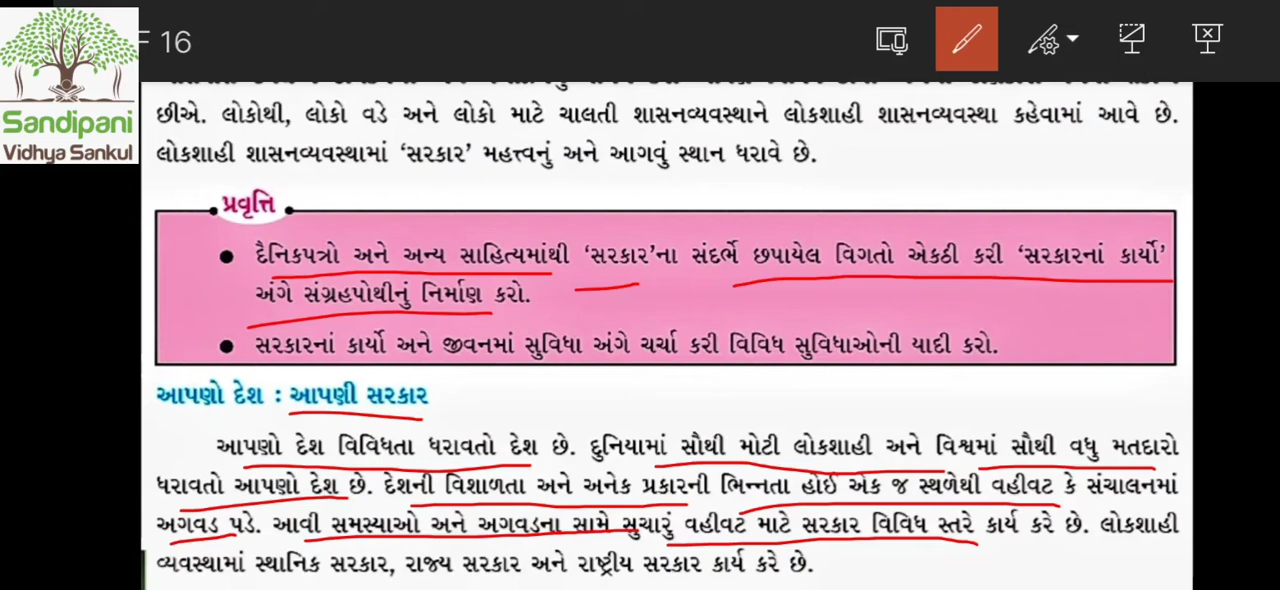 F 16
Sandipani
Vidhya Sankul
છીએ. લોકોથી, લોકો વડે અને લોકો માટે ચાલતી શાસનવ્યવસ્થાને લોકશાહી શાસનવ્યવસ્થા કહેવામાં આવે છે.
લોકશાહી શાસનવ્યવસ્થામાં ‘સરકાર’ મહત્ત્વનું અને આગવું સ્થાન ધરાવે છે.
પ્રવૃત્તિ
● દૈનિકપત્રો અને અન્ય સાહિત્યમાંથી ‘સરકાર’ના સંદર્ભે છપાયેલ વિગતો એકઠી કરી ‘સરકારનાં કાર્યો’
અંગે સંગ્રહપોથીનું નિર્માણ કરો.
● સરકારનાં કાર્યો અને જીવનમાં સુવિધા અંગે ચર્ચા કરી વિવિધ સુવિધાઓની યાદી કરો.
આપણો દેશ : આપણી સરકાર
આપણો દેશ વિવિધતા ધરાવતો દેશ છે. દુનિયામાં સૌથી મોટી લોકશાહી અને વિશ્વમાં સૌથી વધુ મતદારો
ધરાવતો આપણો દેશ છે. દેશની વિશાળતા અને અનેક પ્રકારની ભિન્નતા હોઈ એક જ સ્થળેથી વહીવટ કે સંચાલનમાં
અગવડ પડે. આવી સમસ્યાઓ અને અગવડના સામે સુચારું વહીવટ માટે સરકાર વિવિધ સ્તરે કાર્ય કરે છે. લોકશાહી
વ્યવસ્થામાં સ્થાનિક સરકાર, રાજ્ય સરકાર અને રાષ્ટ્રીય સરકાર કાર્ય કરે છે.